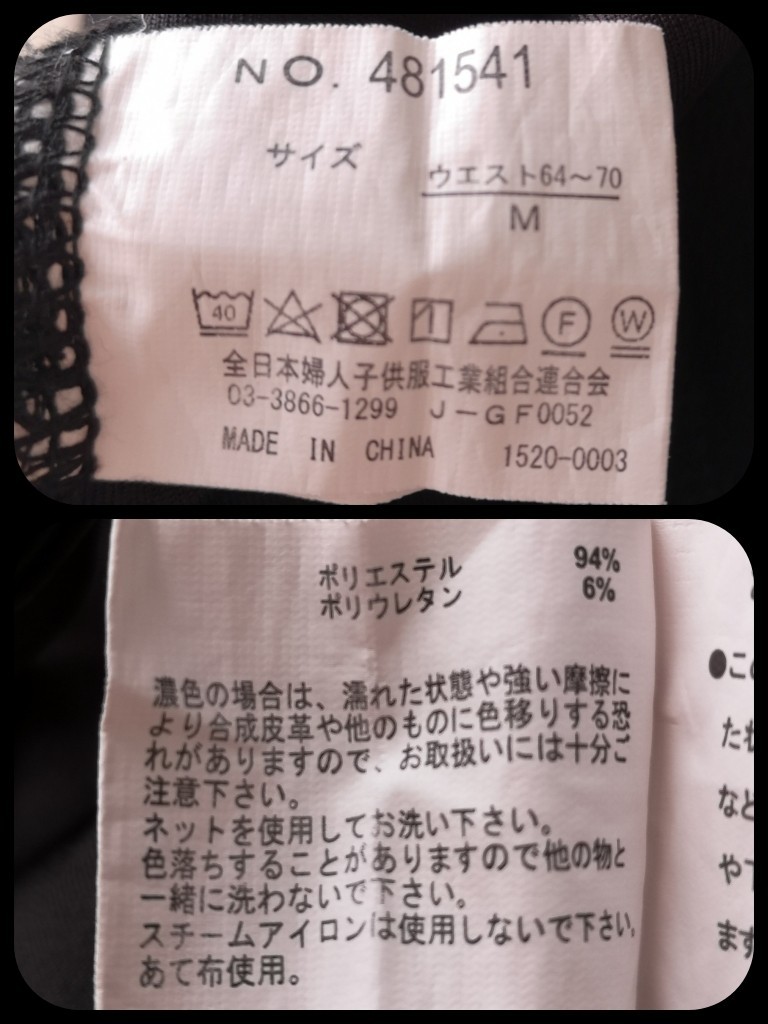 NO. 481541
サイズ
ウエスト64～70
M
40
F
W
全日本婦人子供服工業組合連合会
03-3866-1299 J-GF0052
MADE IN CHINA 1520-0003
ポリエステル 94%
ポリウレタン 6%
濃色の場合は、濡れた状態や強い摩擦に
より合成皮革や他のものに色移りする恐
れがありますので、お取扱いには十分ご
注意下さい。
ネットを使用してお洗い下さい。
色落ちすることがありますので他の物と
一緒に洗わないで下さい。
スチームアイロンは使用しないで下さい。
あて布使用。
●こ
た
など
や
ます